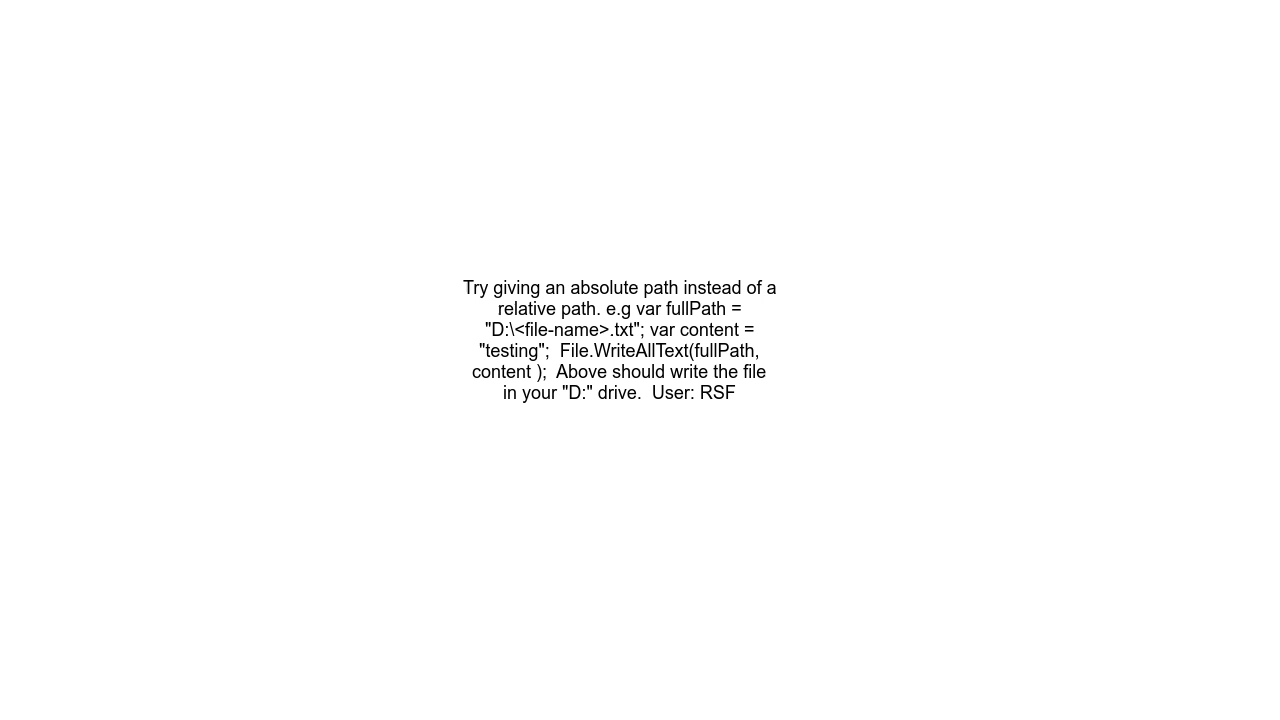 Try giving an absolute path instead of a
relative path. e.g var fullPath =
"D:\<file-name>.txt"; var content =
"testing";  File.WriteAllText(fullPath,
content );  Above should write the file
in your "D:" drive.  User: RSF